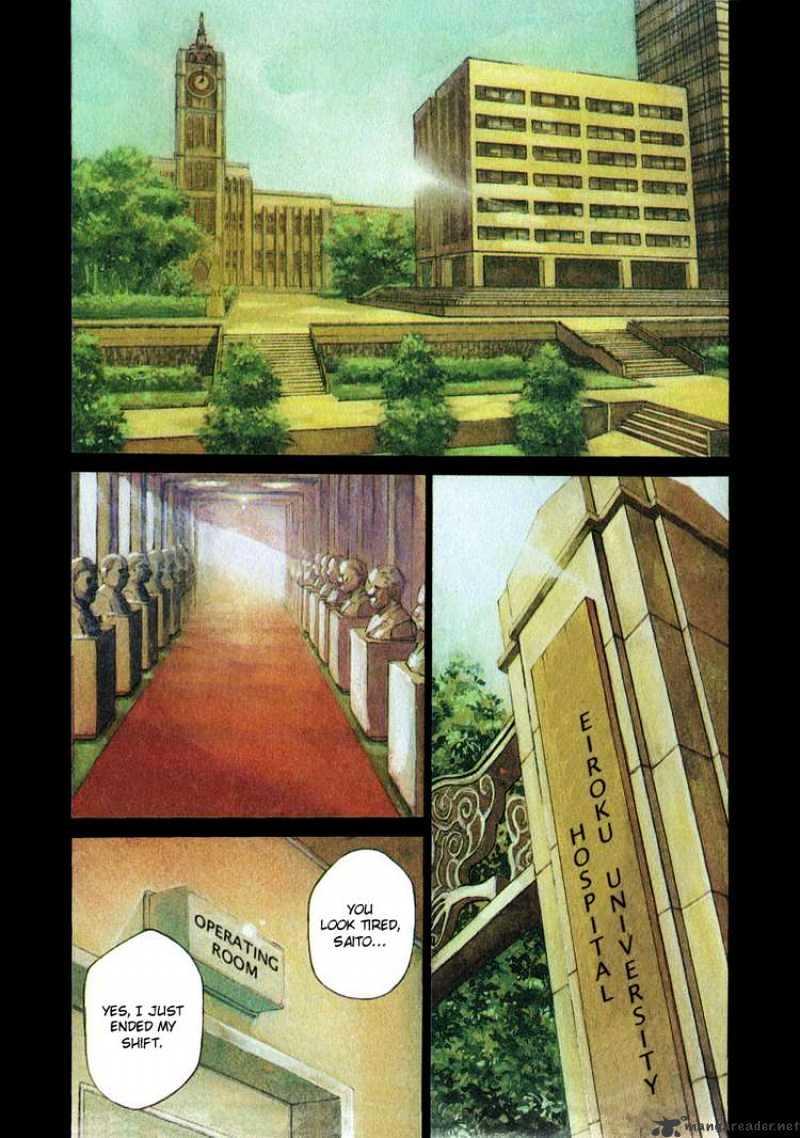 EIROKU UNIVERSITY
HOSPITAL
OPERATING
ROOM
YOU
LOOK TIRED,
SAITO...
YES, I JUST
ENDED MY
SHIFT.
mangareader.net